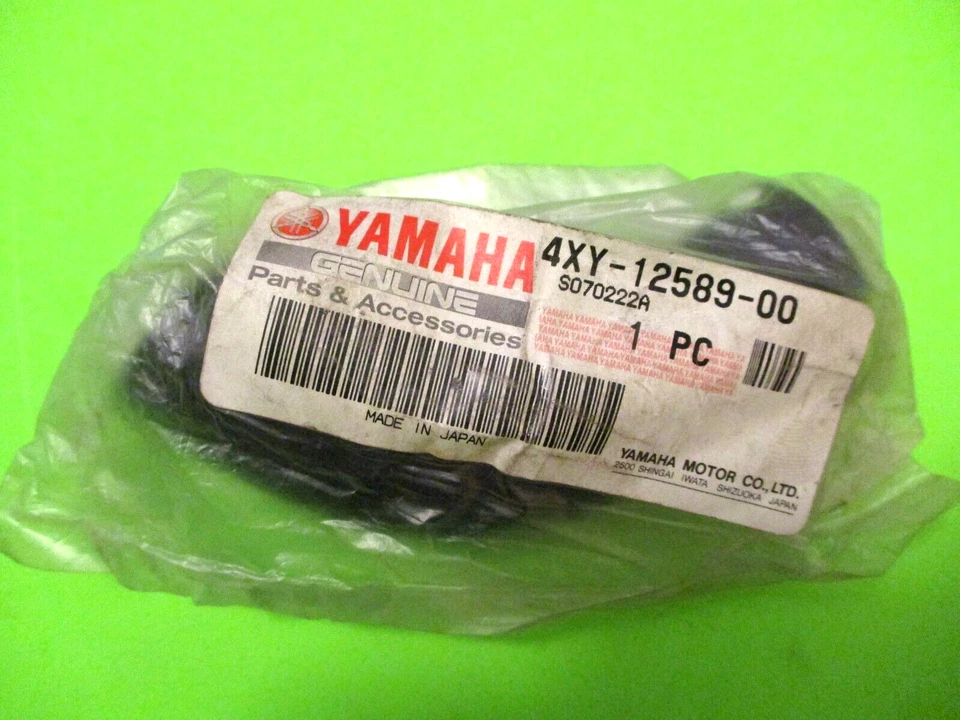 YAMAHA
GENUINE
Parts & Accessories
4XY-12589-00
S070222A
1 PC
MADE IN JAPAN
YAMAHA MOTOR CO., LTD.
2500 SHINGAI IWATA SHIZUOKA JAPAN